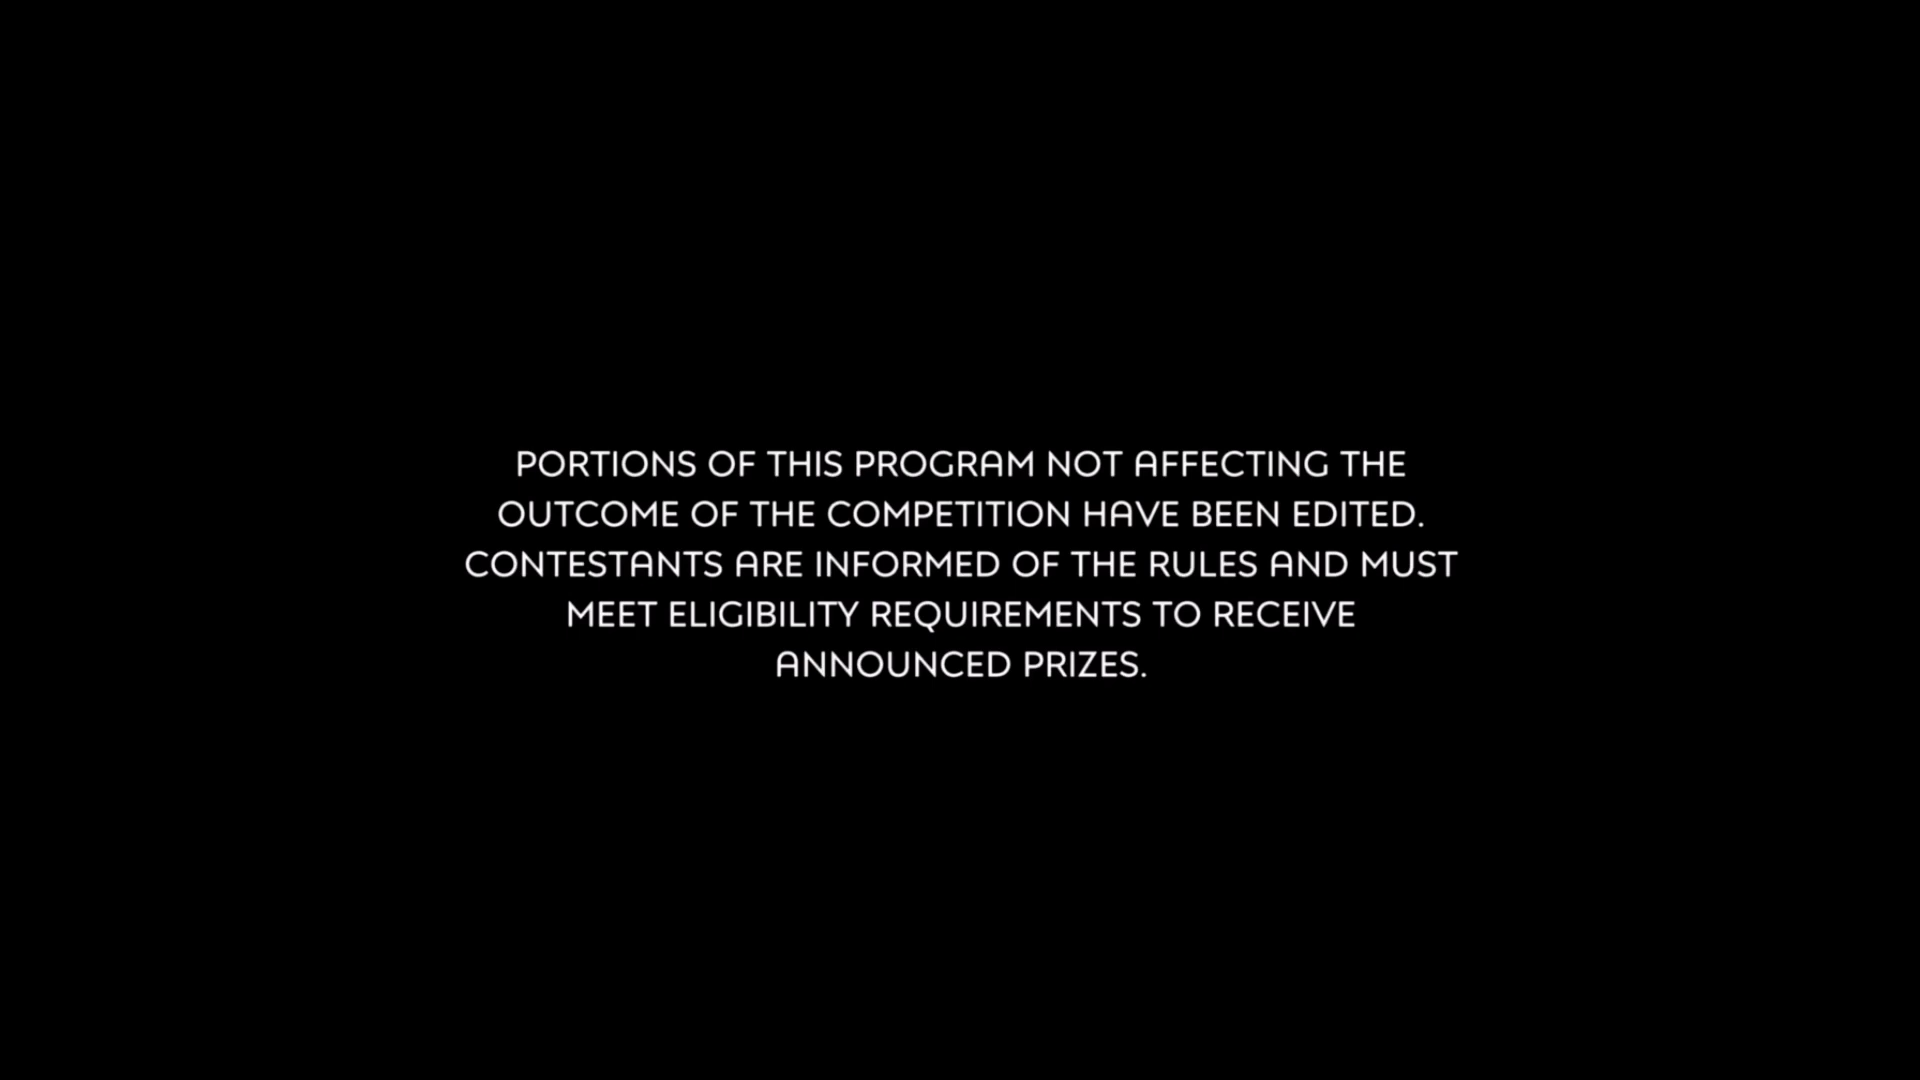 PORTIONS OF THIS PROGRAM NOT AFFECTING THE
OUTCOME OF THE COMPETITION HAVE BEEN EDITED.
CONTESTANTS ARE INFORMED OF THE RULES AND MUST
MEET ELIGIBILITY REQUIREMENTS TO RECEIVE
ANNOUNCED PRIZES.